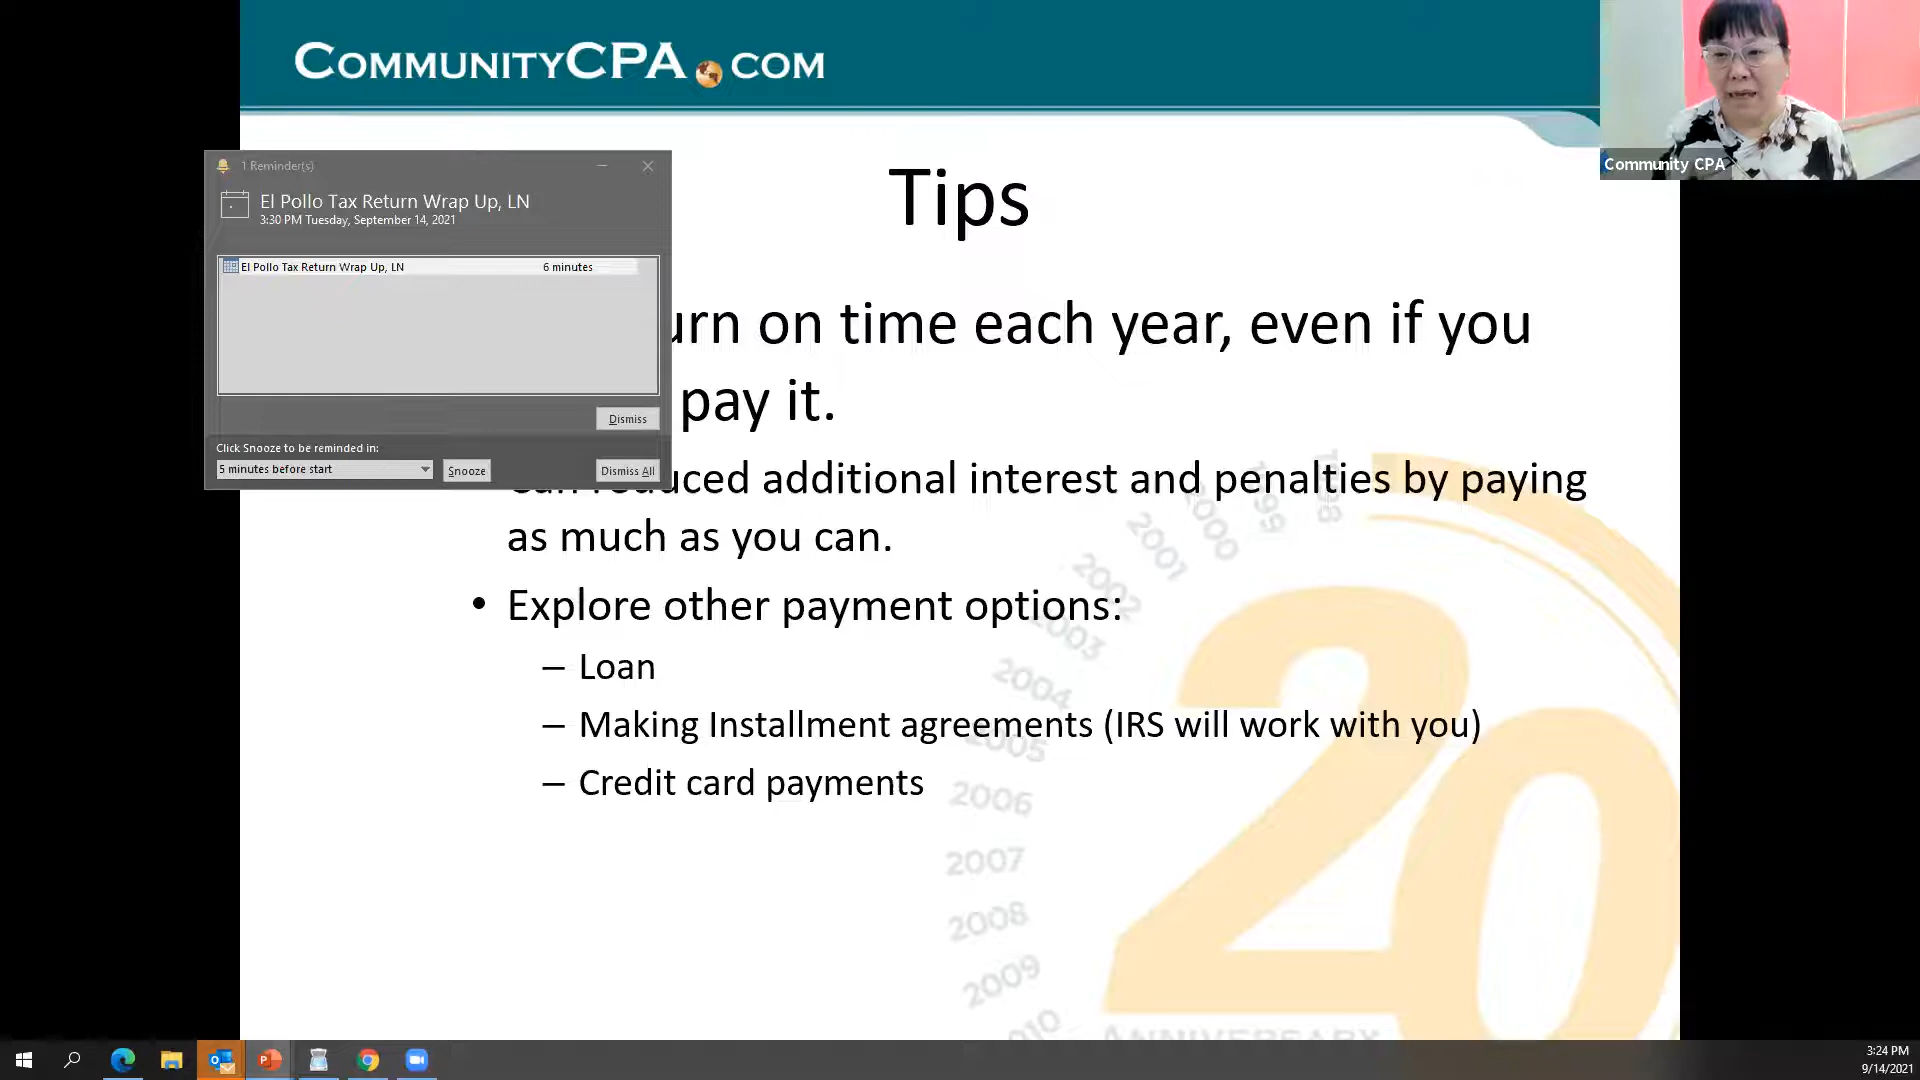 COMMUNITYCPA.COM
Community CPA
1 Reminder(s)
El Pollo Tax Return Wrap Up, LN
3:30 PM Tuesday, September 14, 2021
El Pollo Tax Return Wrap Up, LN 6 minutes
Dismiss
Click Snooze to be reminded in:
5 minutes before start Snooze Dismiss All
Tips
urn on time each year, even if you
pay it.
Can reduced additional interest and penalties by paying
as much as you can.
• Explore other payment options:
– Loan
– Making Installment agreements (IRS will work with you)
– Credit card payments
1998
1999
2000
2001
2002
2003
2004
2005
2006
2007
2008
2009
20
ANNIVERSARY
3:24 PM
9/14/2021